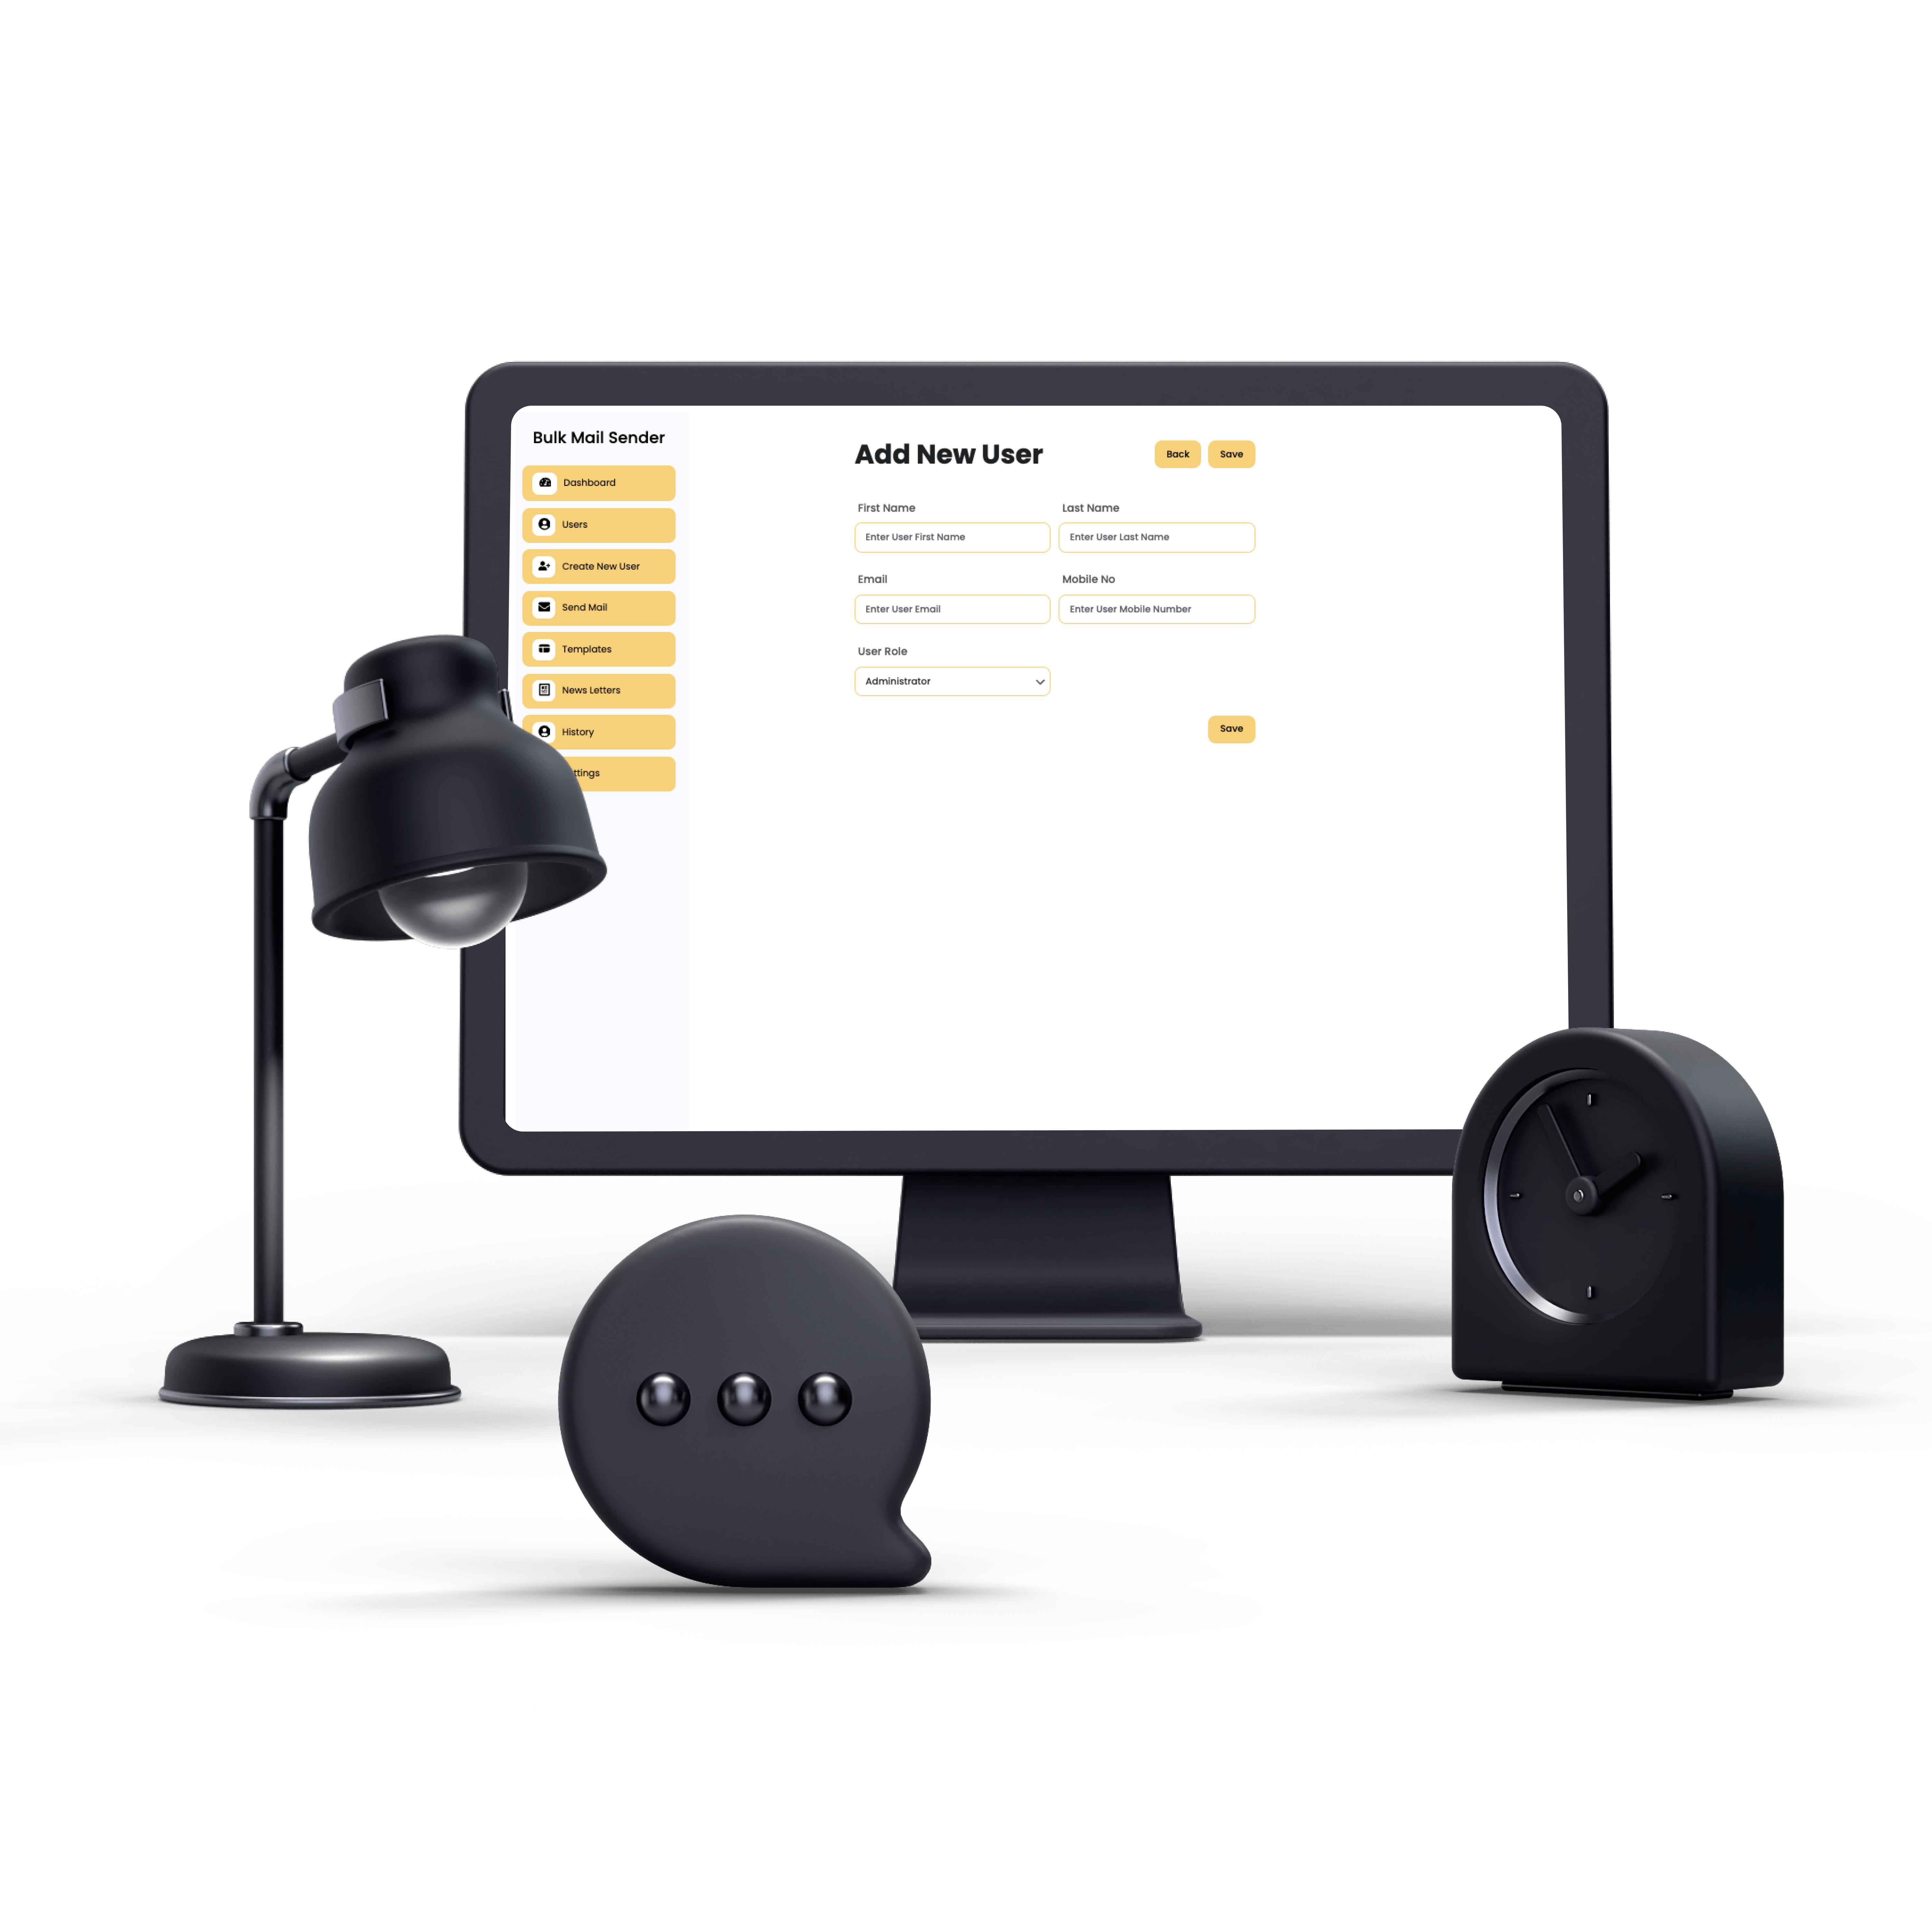 Bulk Mail Sender
Dashboard
Users
Create New User
Send Mail
Templates
News Letters
History
ttings
Add New User
Back
Save
First Name
Last Name
Enter User First Name
Enter User Last Name
Email
Mobile No
Enter User Email
Enter User Mobile Number
User Role
Administrator
Save